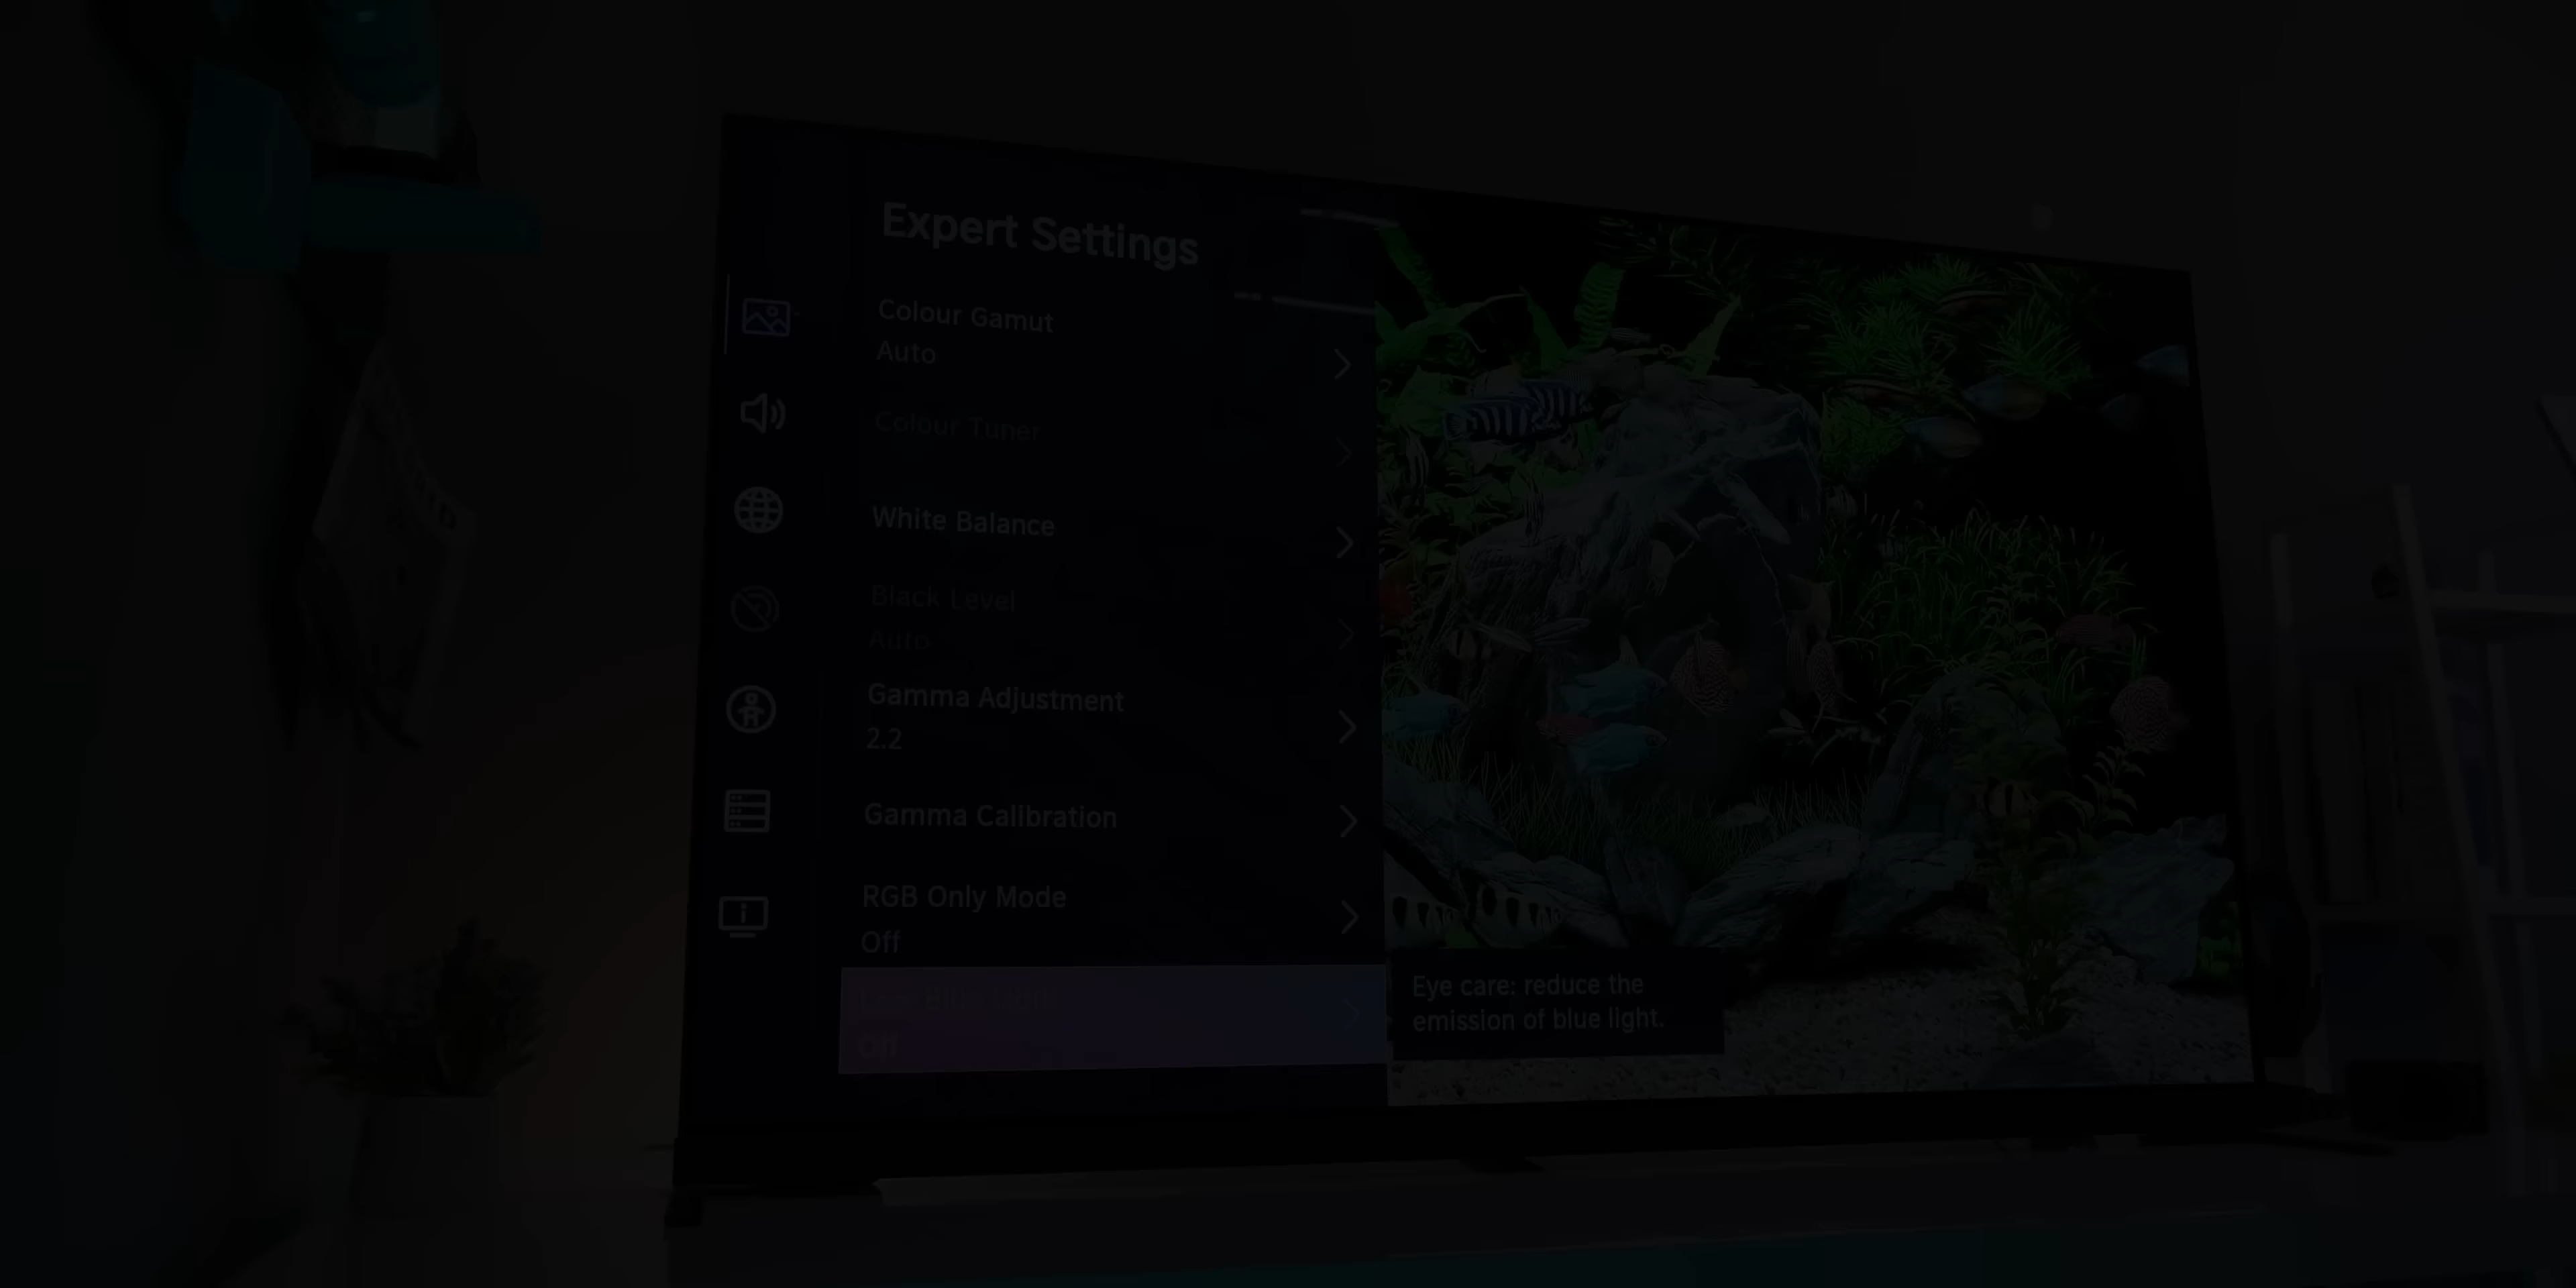 Expert Settings
Colour Gamut
Auto
Colour Tuner
White Balance
Black Level
Auto
Gamma Adjustment
2.2
Gamma Calibration
RGB Only Mode
Off
Off
Eye care: reduce the
emission of blue light.